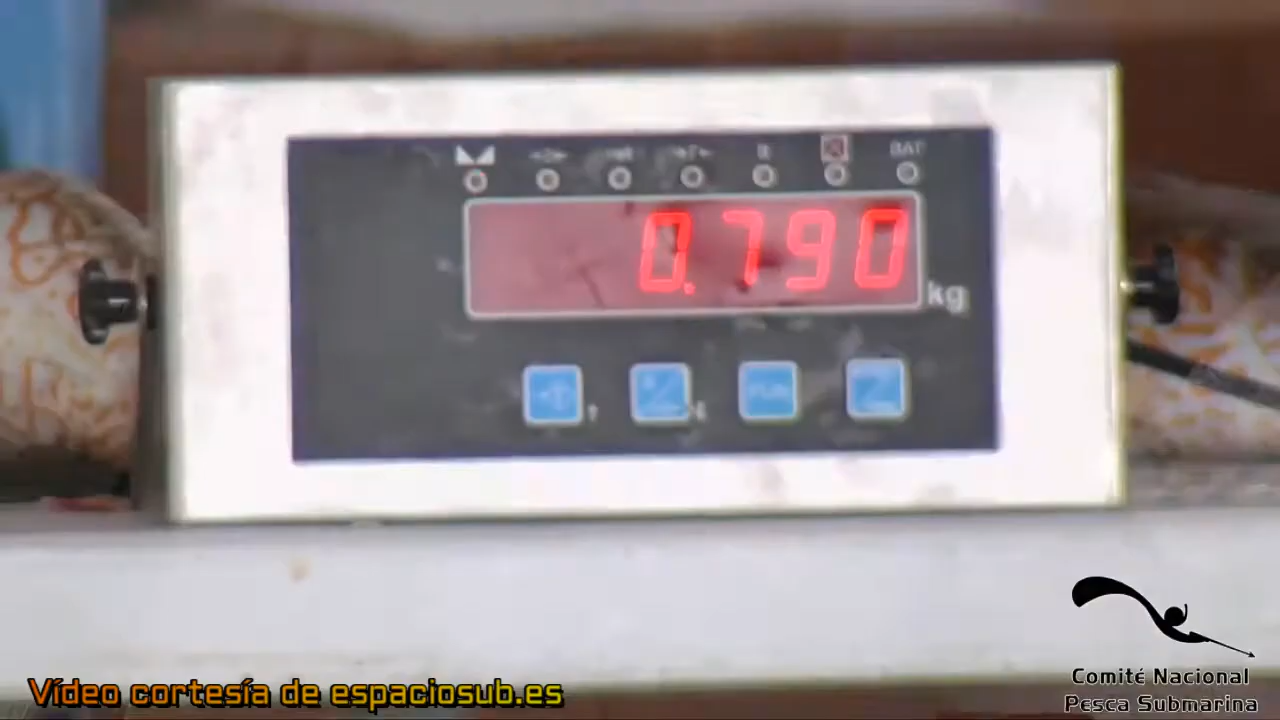 BAT
0.790
kg
Vídeo cortesía de espaciosub.es
Comité Nacional
Pesca Submarina